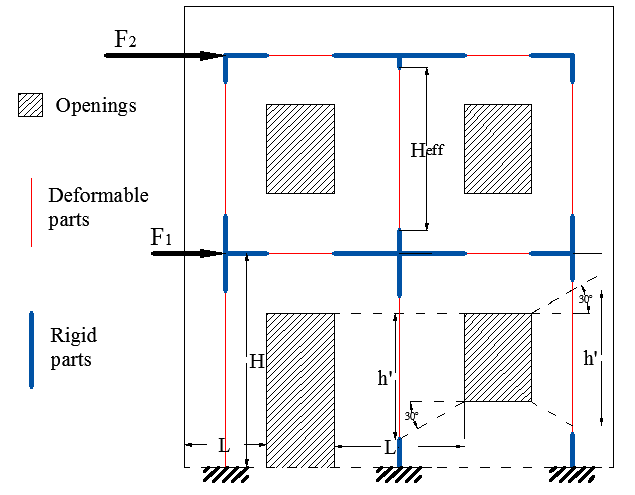 F2
Openings
Heff
Deformable
parts
F1
30°
Rigid
parts
H
h'
h'
30°
L
L